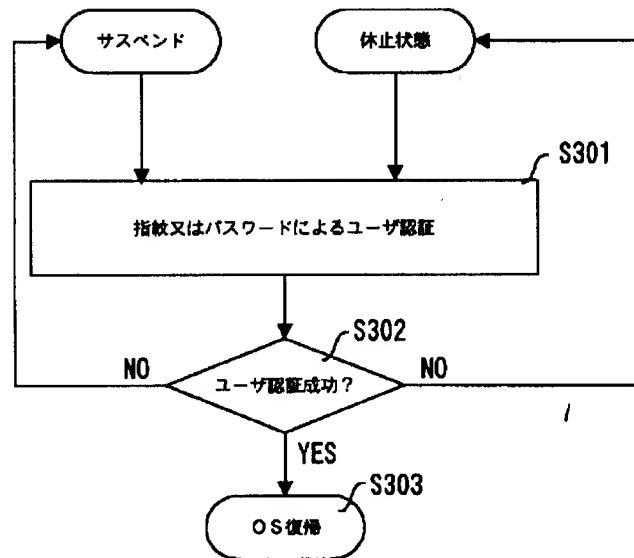 サスペンド
休止状態
S301
指紋又はパスワードによるユーザ認証
S302
NO
ユーザ認証成功？
NO
YES
S303
OS復帰